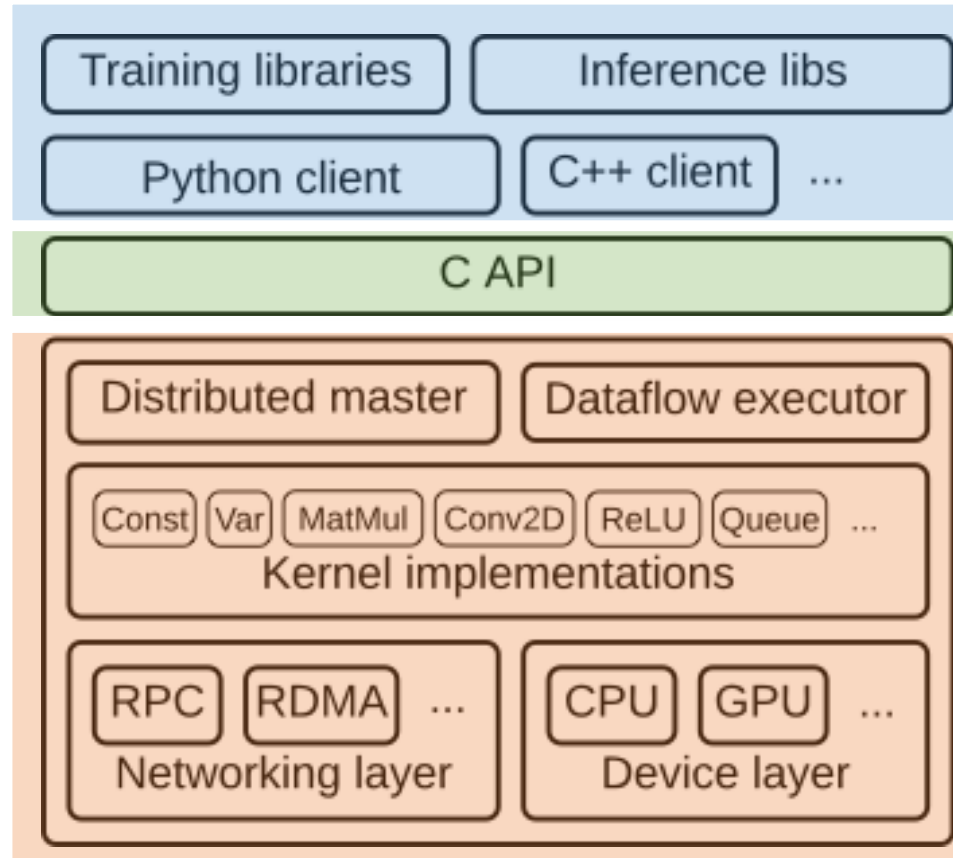 Training libraries Inference libs
Python client C++ client ...
C API
Distributed master Dataflow executor
Const Var MatMul Conv2D ReLU Queue ...
Kernel implementations
RPC RDMA ... CPU GPU ...
Networking layer Device layer